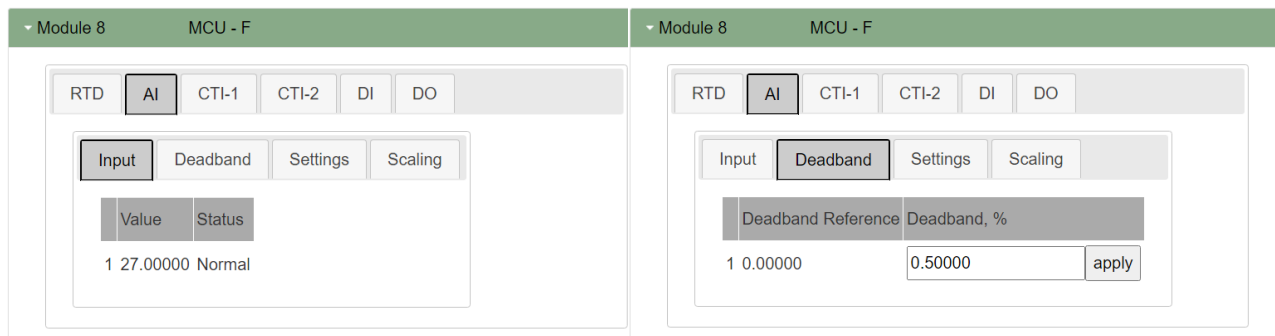 Module 8 MCU - F
RTD AI CTI-1 CTI-2 DI DO
Input Deadband Settings Scaling
Value Status
1 27.00000 Normal
Module 8 MCU - F
RTD AI CTI-1 CTI-2 DI DO
Input Deadband Settings Scaling
Deadband Reference Deadband, %
1 0.00000 0.50000 apply